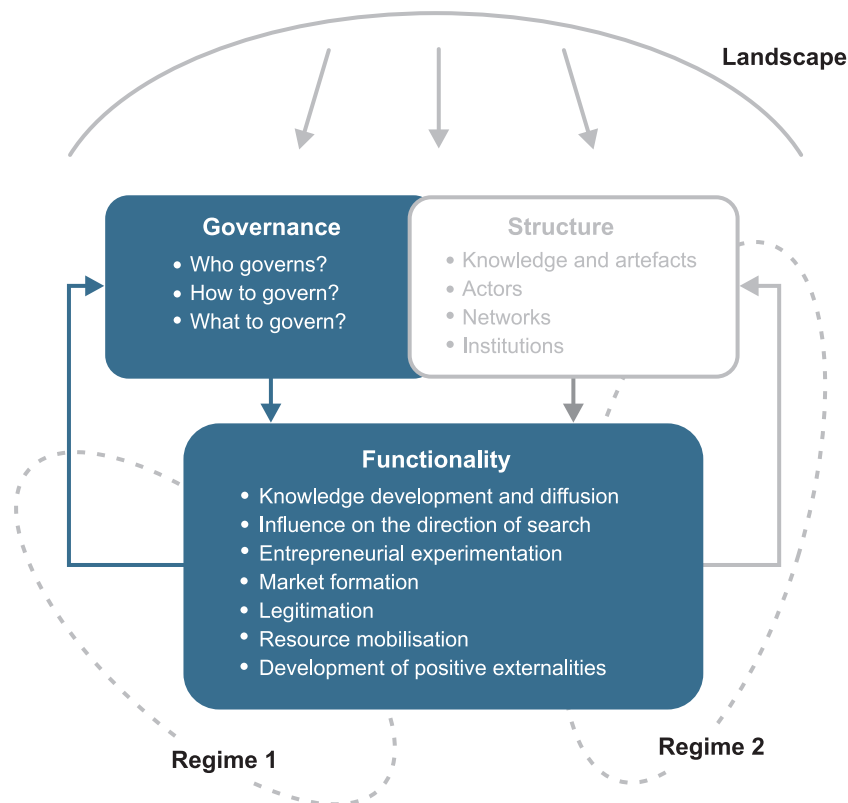 Landscape
Governance
• Who governs?
• How to govern?
• What to govern?
Structure
• Knowledge and artefacts
• Actors
• Networks
• Institutions
Functionality
• Knowledge development and diffusion
• Influence on the direction of search
• Entrepreneurial experimentation
• Market formation
• Legitimation
• Resource mobilisation
• Development of positive externalities
Regime 1
Regime 2